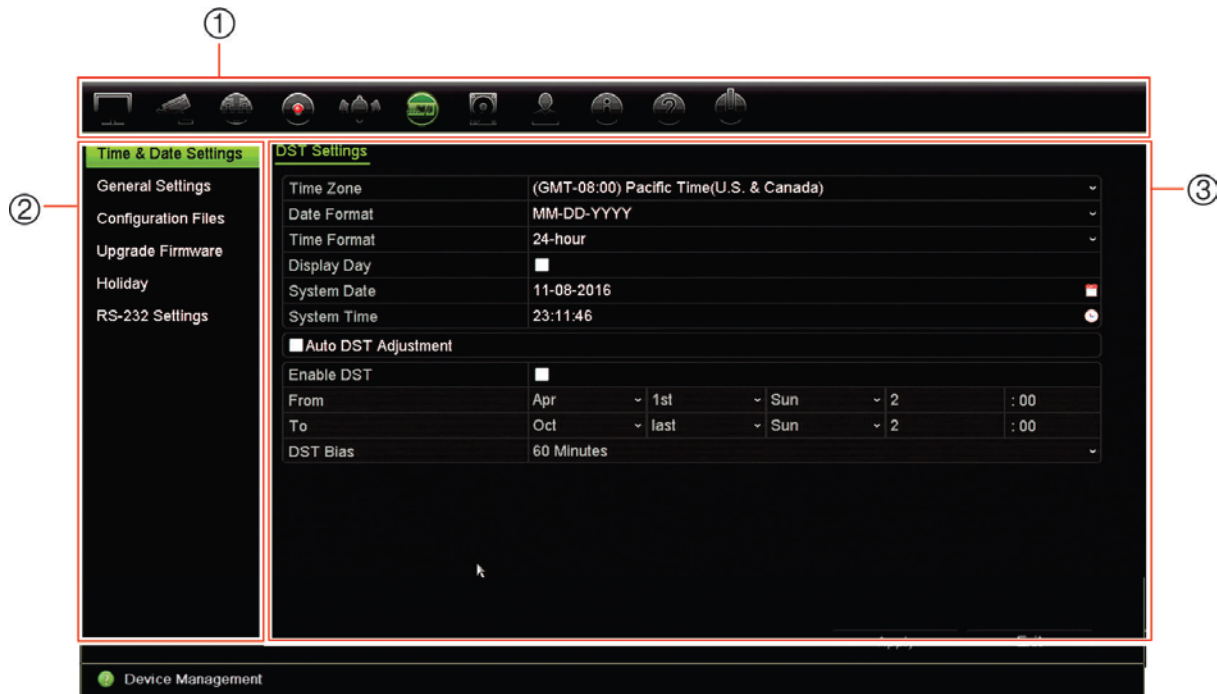 ①
Time & Date Settings
General Settings
Configuration Files
Upgrade Firmware
Holiday
RS-232 Settings
②
DST Settings
Time Zone (GMT-08:00) Pacific Time(U.S. & Canada)
Date Format MM-DD-YYYY
Time Format 24-hour
Display Day
System Date 11-08-2016
System Time 23:11:46
Auto DST Adjustment
Enable DST
From Apr 1st Sun 2 : 00
To Oct last Sun 2 : 00
DST Bias 60 Minutes
③
Device Management